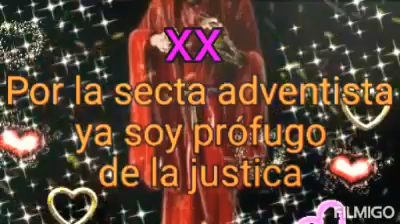 XX
Por la secta adventista
ya soy prófugo
de la justica
FILMIGO